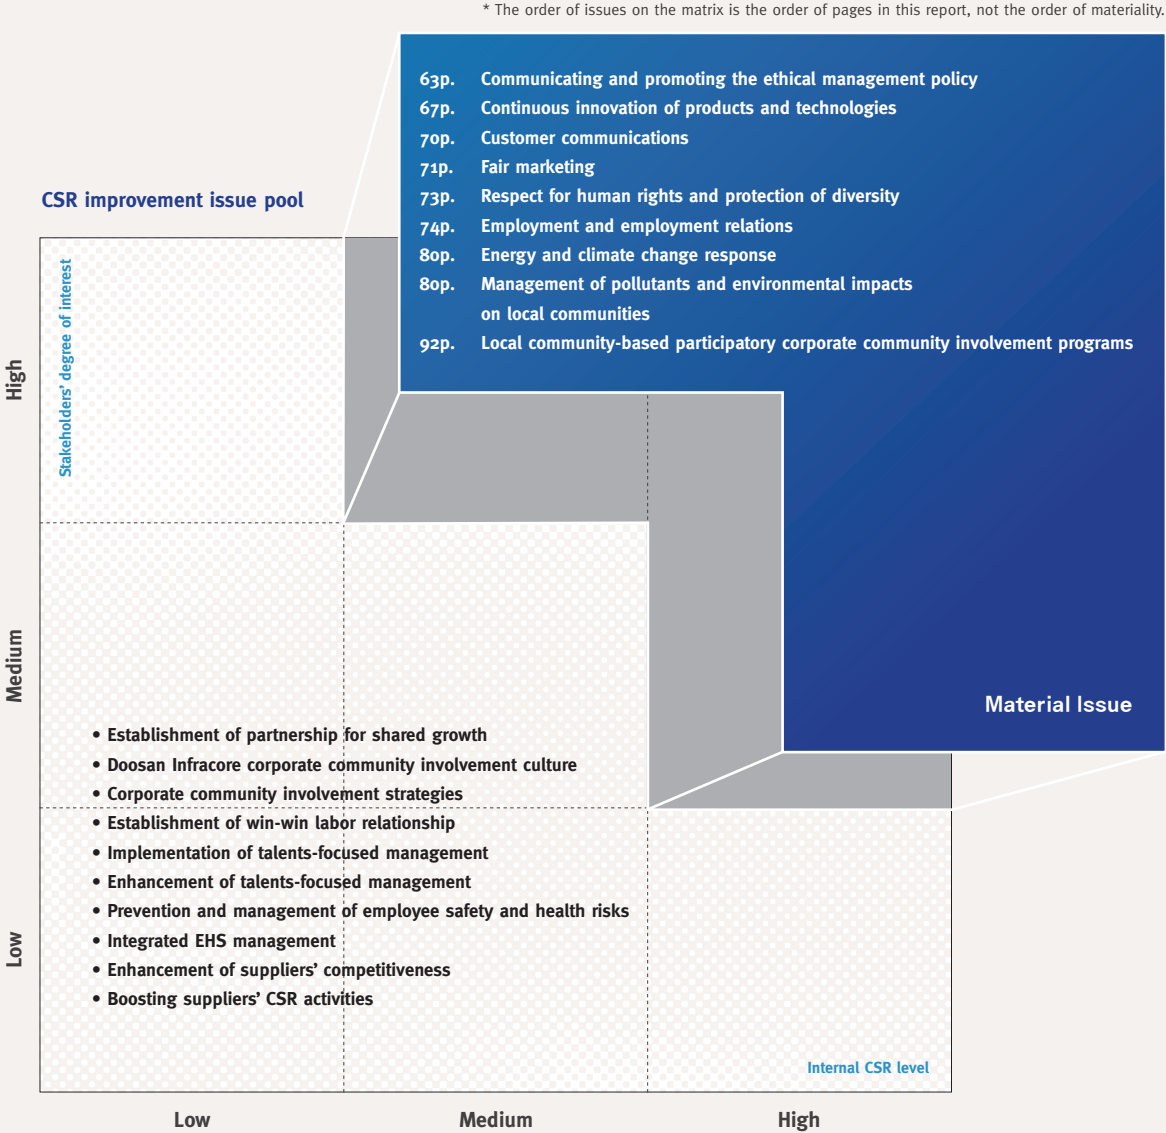 * The order of issues on the matrix is the order of pages in this report, not the order of materiality.
63p. Communicating and promoting the ethical management policy
67p. Continuous innovation of products and technologies
70p. Customer communications
71p. Fair marketing
73p. Respect for human rights and protection of diversity
74p. Employment and employment relations
80p. Energy and climate change response
80p. Management of pollutants and environmental impacts
on local communities
92p. Local community-based participatory corporate community involvement programs
CSR improvement issue pool
Stakeholders' degree of interest
High
Medium
Low
Material Issue
• Establishment of partnership for shared growth
• Doosan Infracore corporate community involvement culture
• Corporate community involvement strategies
• Establishment of win-win labor relationship
• Implementation of talents-focused management
• Enhancement of talents-focused management
• Prevention and management of employee safety and health risks
• Integrated EHS management
• Enhancement of suppliers' competitiveness
• Boosting suppliers' CSR activities
Internal CSR level
Low
Medium
High